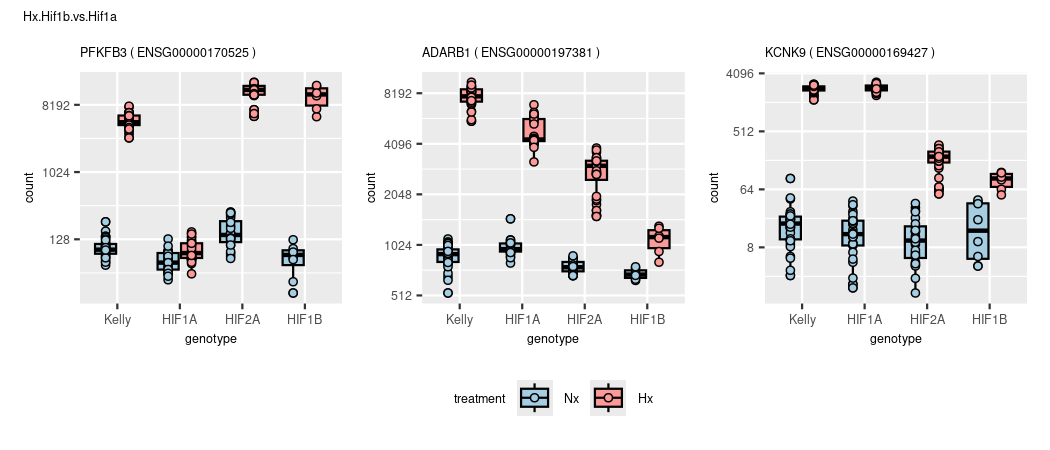 Hx.Hif1b.vs.Hif1a
PFKFB3 ( ENSG00000170525 )
count
8192
1024
128
Kelly HIF1A HIF2A HIF1B
genotype
ADARB1 ( ENSG00000197381 )
count
8192
4096
2048
1024
512
Kelly HIF1A HIF2A HIF1B
genotype
KCNK9 ( ENSG00000169427 )
count
4096
512
64
8
Kelly HIF1A HIF2A HIF1B
genotype
treatment Nx Hx